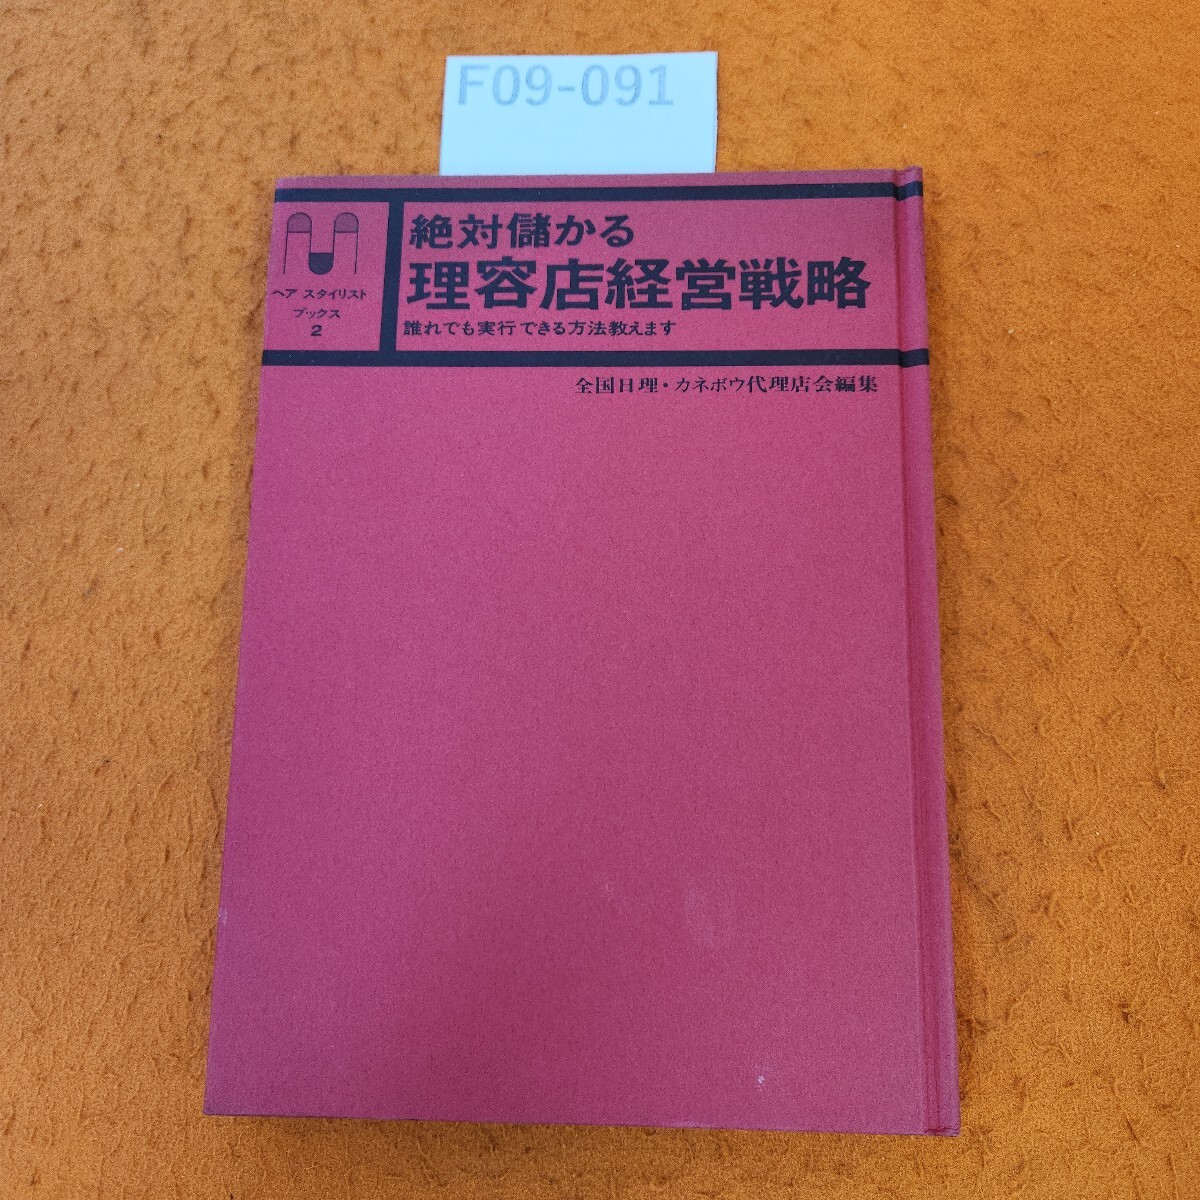 F09-091
絶対儲かる
理容店経営戦略
誰れでも実行できる方法教えます
ヘア スタイリスト
ブックス
2
全国日理・カネボウ代理店会編集